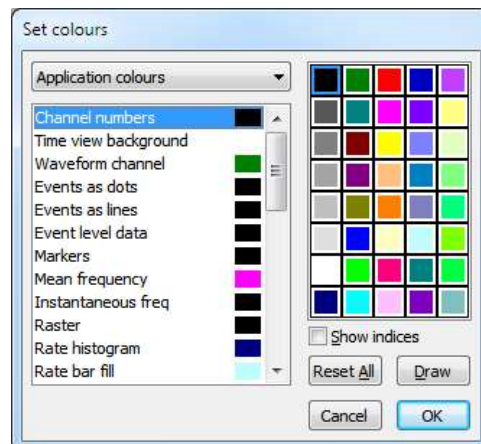 Set colours
Application colours
Channel numbers
Time view background
Waveform channel
Events as dots
Events as lines
Event level data
Markers
Mean frequency
Instantaneous freq
Raster
Rate histogram
Rate bar fill
Show indices
Reset All
Draw
Cancel
OK